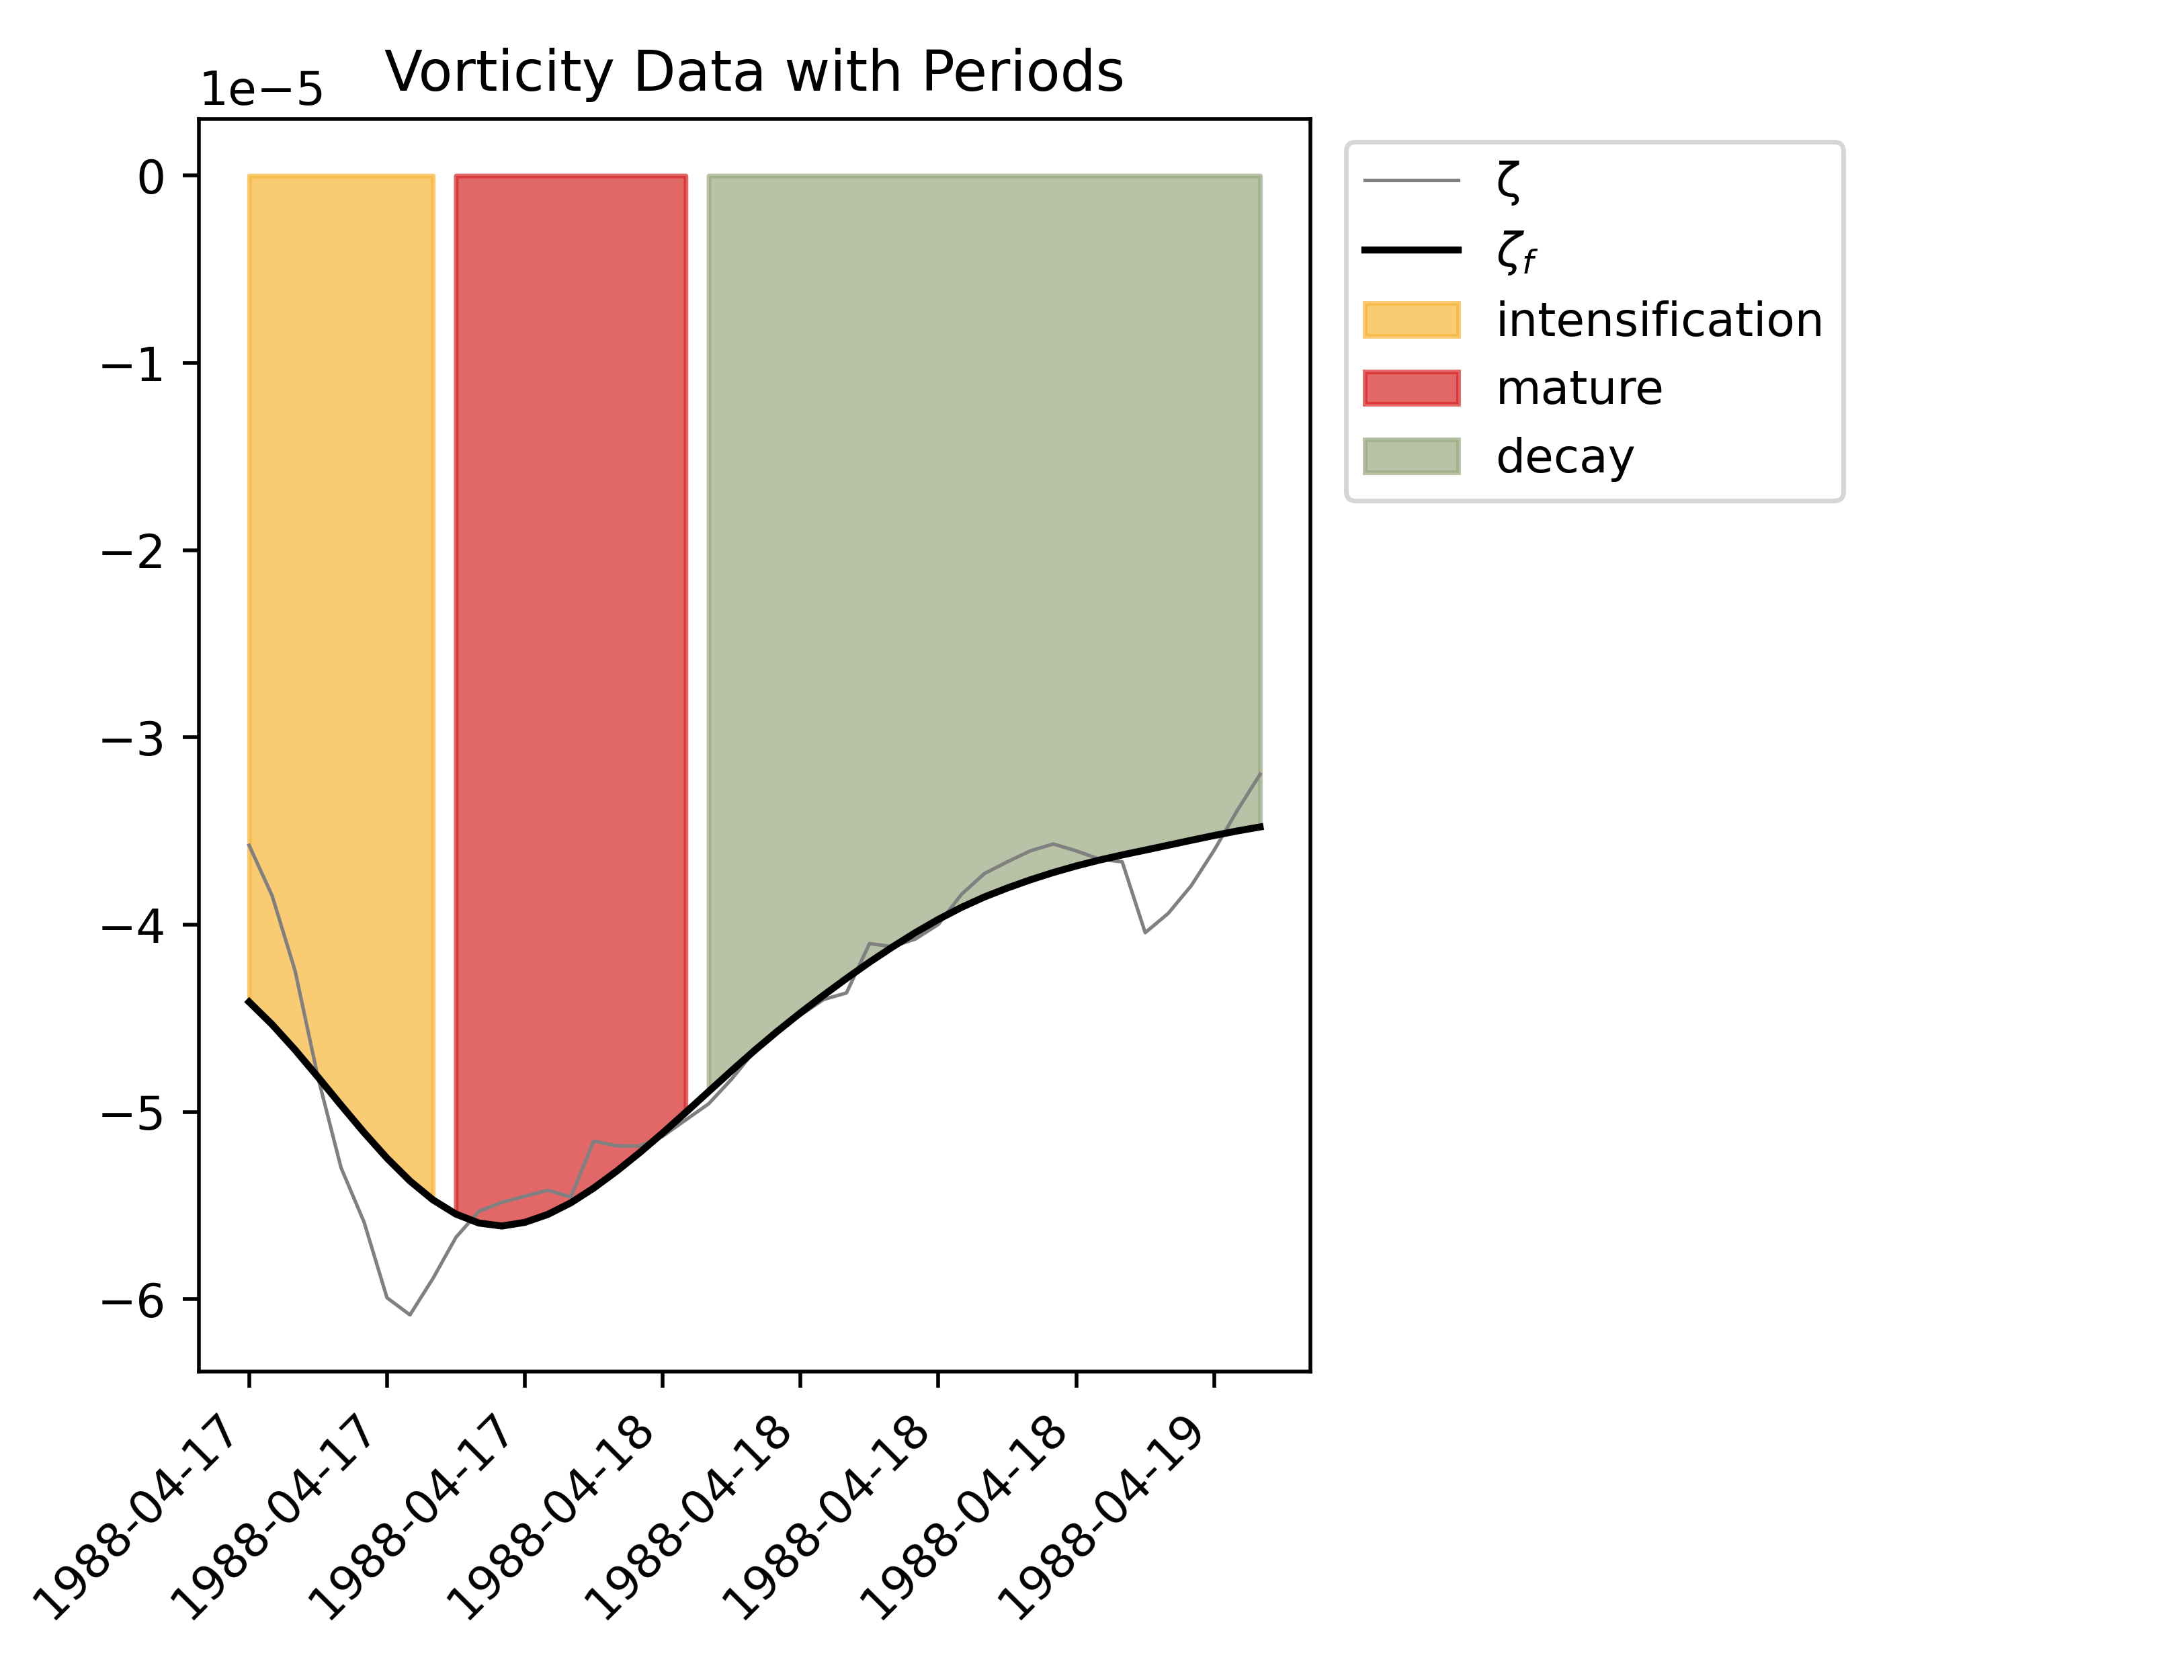 Vorticity Data with Periods
1e−5
0
−1
−2
−3
−4
−5
−6
1988-04-17
1988-04-17
1988-04-17
1988-04-18
1988-04-18
1988-04-18
1988-04-18
1988-04-19
ζ
ζf
intensification
mature
decay